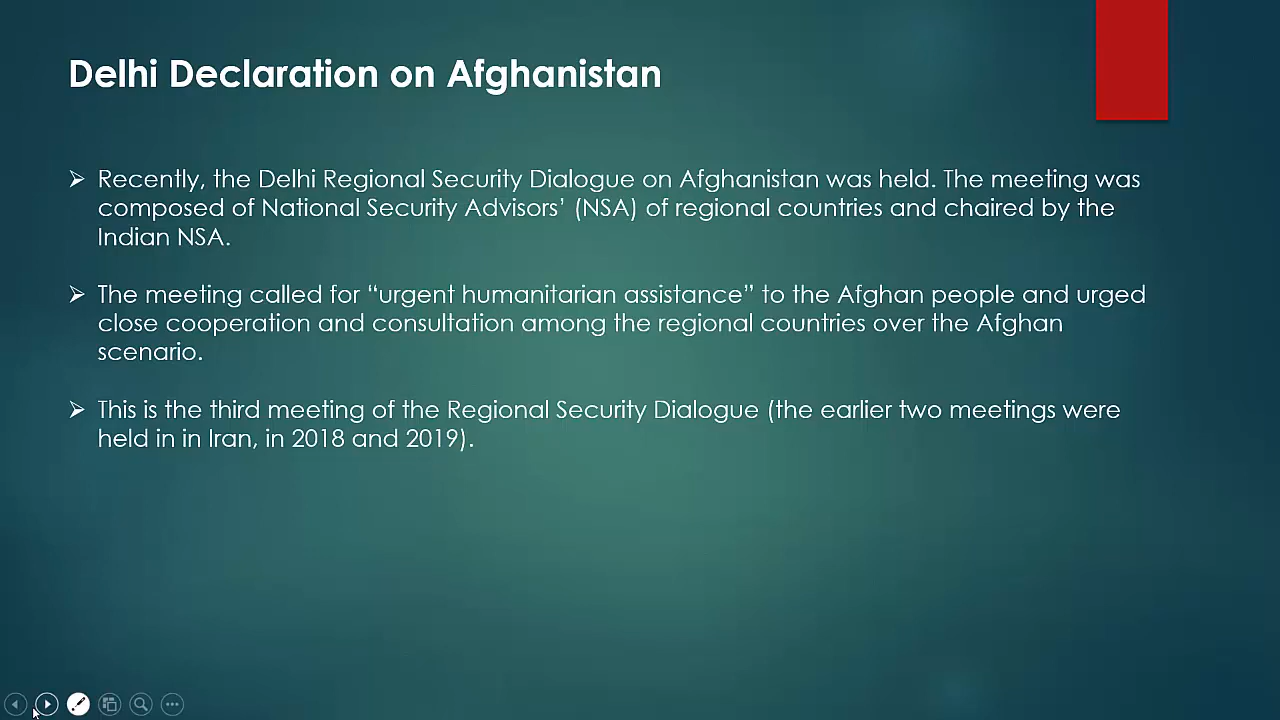 Delhi Declaration on Afghanistan
Recently, the Delhi Regional Security Dialogue on Afghanistan was held. The meeting was
composed of National Security Advisors’ (NSA) of regional countries and chaired by the
Indian NSA.
The meeting called for “urgent humanitarian assistance” to the Afghan people and urged
close cooperation and consultation among the regional countries over the Afghan
scenario.
This is the third meeting of the Regional Security Dialogue (the earlier two meetings were
held in in Iran, in 2018 and 2019).